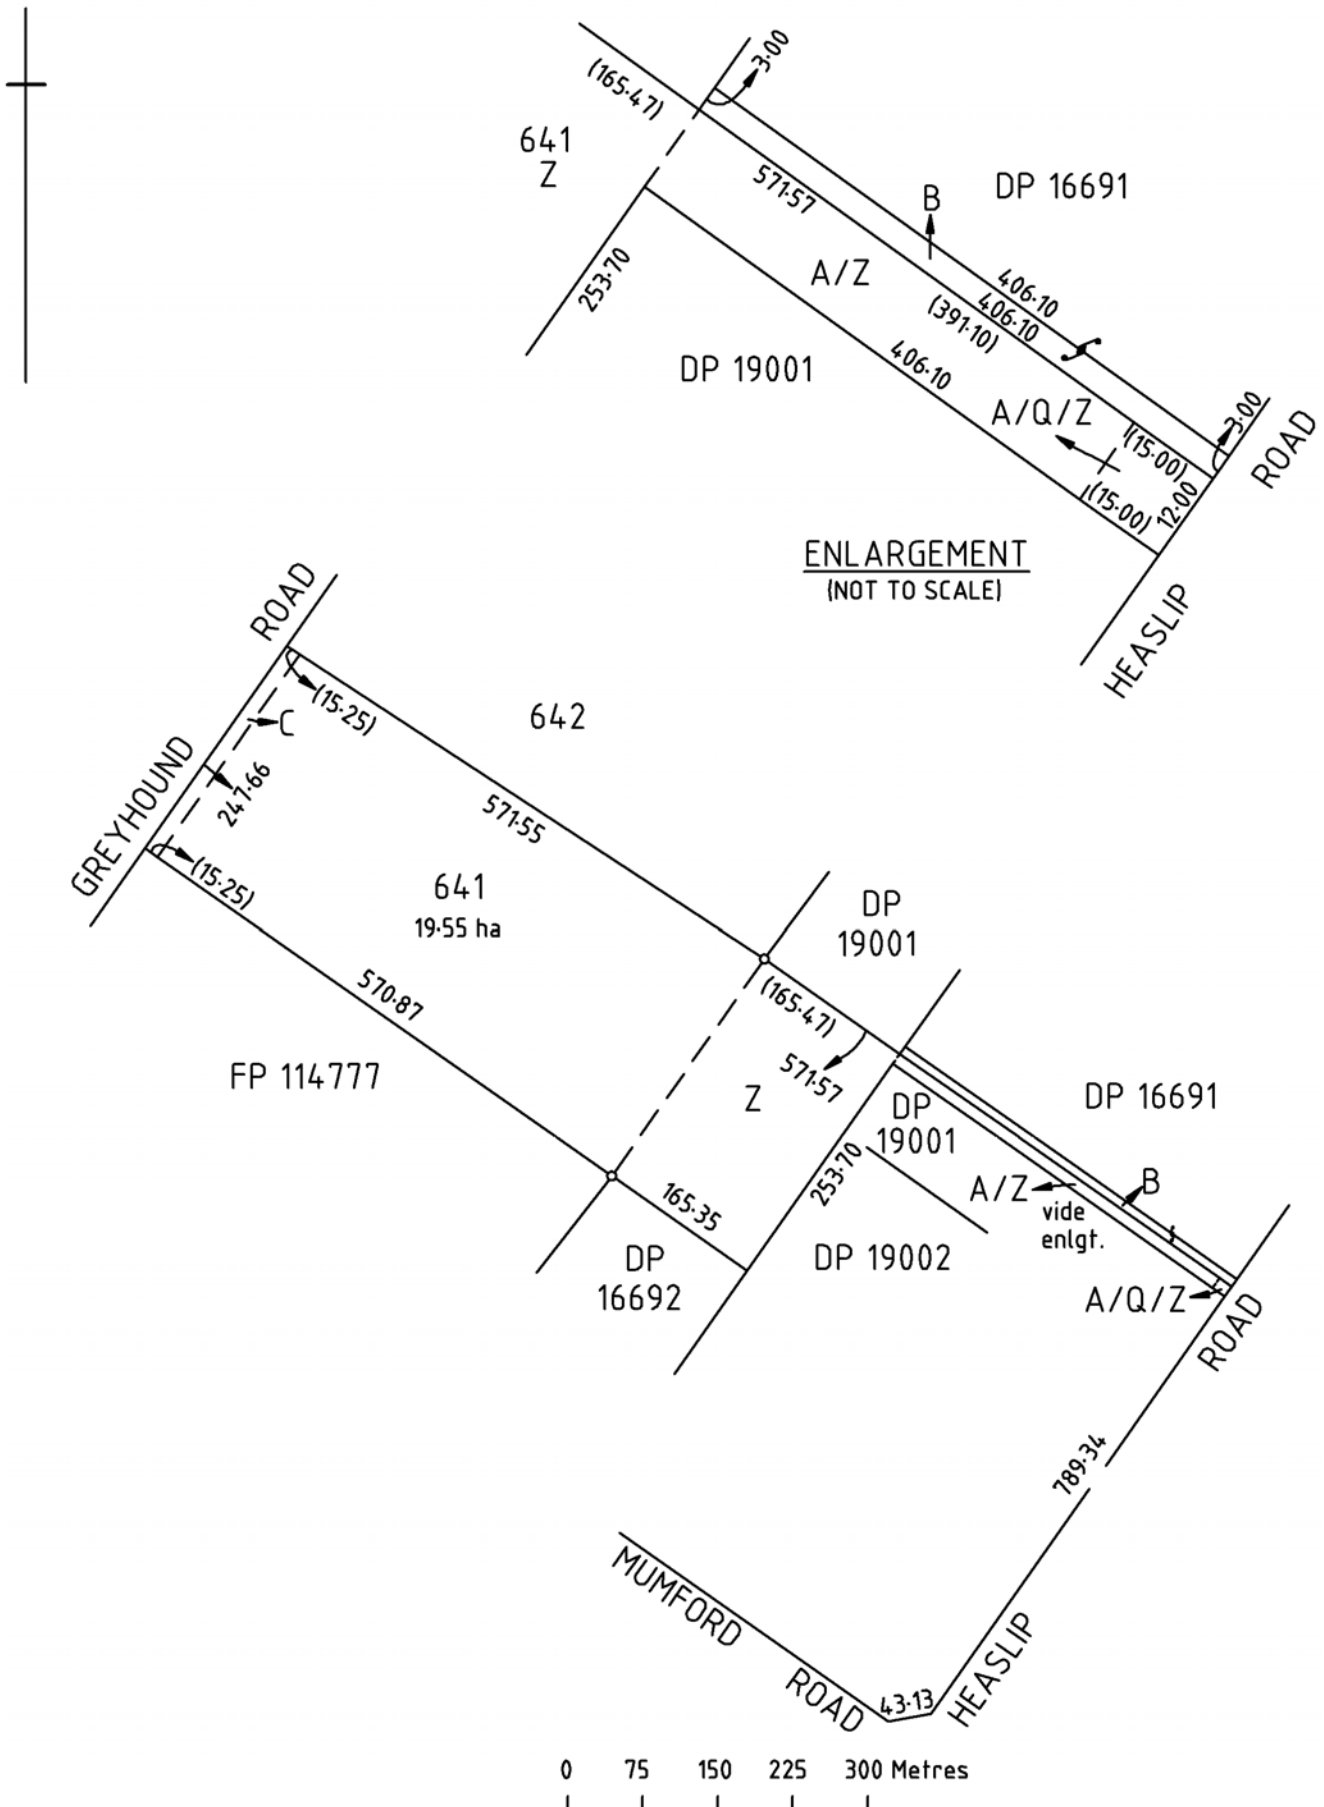 3·00
(165·47)
641
Z
571·57
B
DP 16691
253·70
A/Z
406·10
406·10
(391·10)
DP 19001
406·10
A/Q/Z
3·00
ROAD
(15·00)
(15·00)
12·00
ENLARGEMENT
(NOT TO SCALE)
HEASLIP
ROAD
(15·25)
642
C
GREYHOUND
247·66
571·55
(15·25)
641
19·55 ha
DP
19001
570·87
(165·47)
571·57
FP 114777
Z
DP
19001
DP 16691
253·70
A/Z
B
vide
enlgt.
165·35
DP
16692
DP 19002
A/Q/Z
ROAD
789·34
MUMFORD
ROAD
43·13
HEASLIP
0 75 150 225 300 Metres